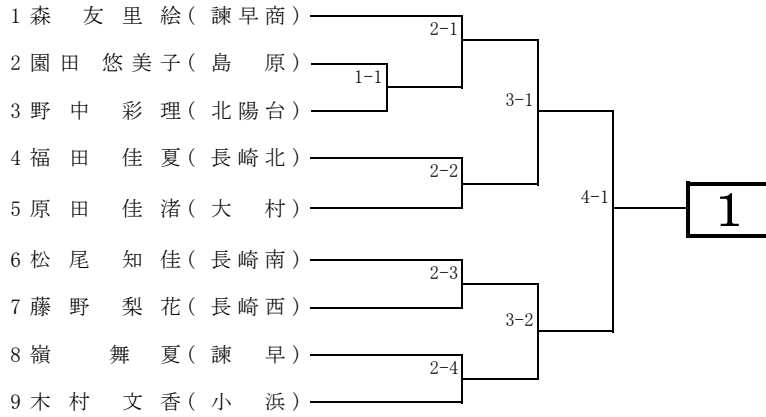 1 森 友 里 絵 ( 諫 早 商 )
2-1
2 園 田 悠 美 子 ( 島 原 )
1-1
3 野 中 彩 理 ( 北 陽 台 )
3-1
4 福 田 佳 夏 ( 長 崎 北 )
2-2
5 原 田 佳 渚 ( 大 村 )
4-1
1
6 松 尾 知 佳 ( 長 崎 南 )
2-3
7 藤 野 梨 花 ( 長 崎 西 )
3-2
8 嶺 舞 夏 ( 諫 早 )
2-4
9 木 村 文 香 ( 小 浜 )